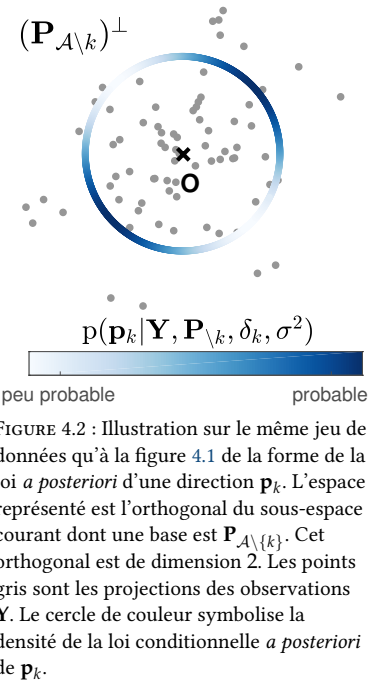 (𝐏_{𝒜\k})^⊥
O
p(𝐩_k|𝐘, 𝐏_{\k}, δ_k, σ²)
peu probable probable
FIGURE 4.2 : Illustration sur le même jeu de
données qu'à la figure 4.1 de la forme de la
loi a posteriori d'une direction 𝐩_k. L'espace
représenté est l'orthogonal du sous-espace
courant dont une base est 𝐏_{𝒜\{k}}. Cet
orthogonal est de dimension 2. Les points
gris sont les projections des observations
𝐘. Le cercle de couleur symbolise la
densité de la loi conditionnelle a posteriori
de 𝐩_k.